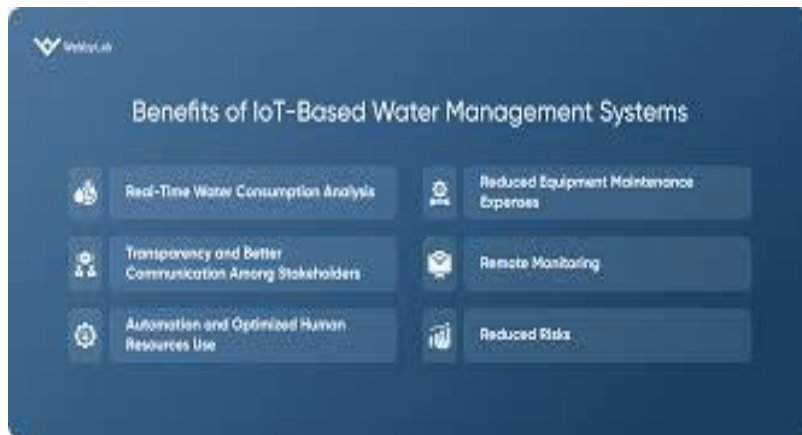 WebbyLab
Benefits of IoT-Based Water Management Systems
Real-Time Water Consumption Analysis
Reduced Equipment Maintenance
Expenses
Transparency and Better
Communication Among Stakeholders
Remote Monitoring
Automation and Optimized Human
Resources Use
Reduced Risks